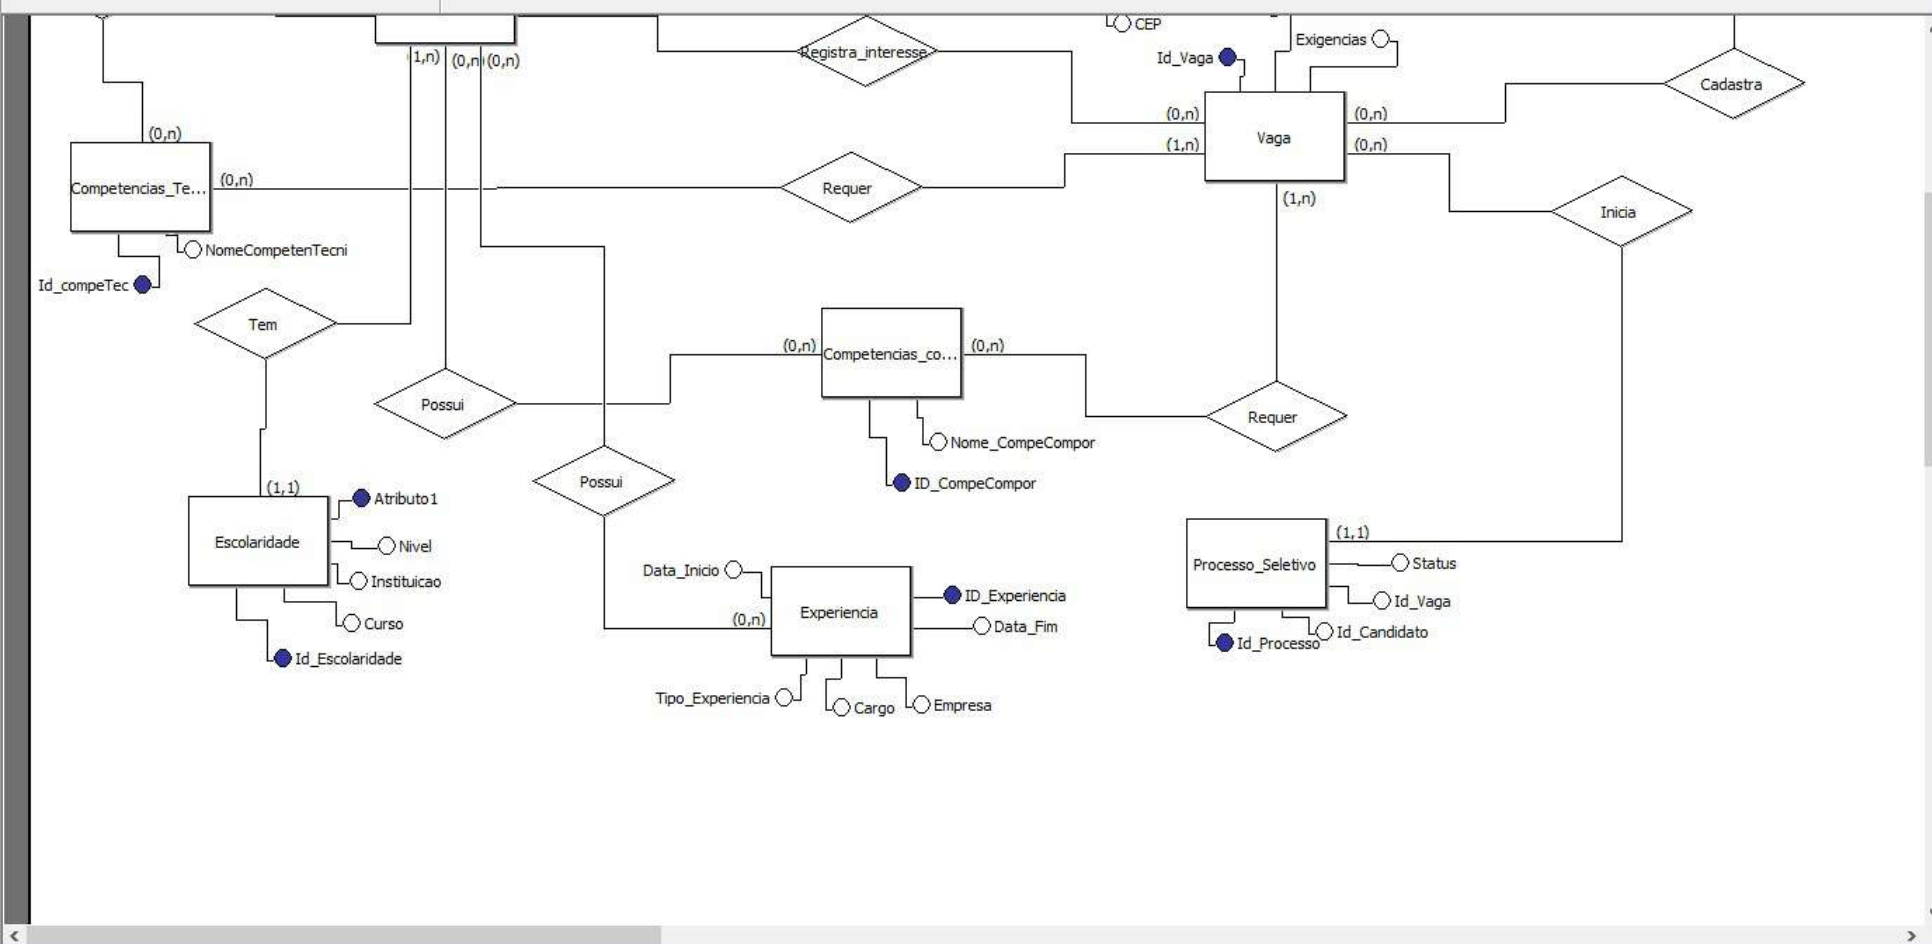 CEP
Exigencias
Registra_interesse
Id_Vaga
1,n)
(0,n)
(0,n)
Cadastra
(0,n)
(0,n)
Vaga
(0,n)
(1,n)
(0,n)
Competencias_Te...
(0,n)
Requer
(1,n)
Inicia
NomeCompetenTecni
Id_compeTec
Tem
(0,n)
Competencias_co...
(0,n)
Possui
Requer
Nome_CompeCompor
Possui
ID_CompeCompor
(1,1)
Atributo1
Escolaridade
Nivel
Instituicao
Curso
Id_Escolaridade
(1,1)
Processo_Seletivo
Status
Id_Vaga
Id_Candidato
Id_Processo
Data_Inicio
ID_Experiencia
Experiencia
(0,n)
Data_Fim
Tipo_Experiencia
Cargo
Empresa